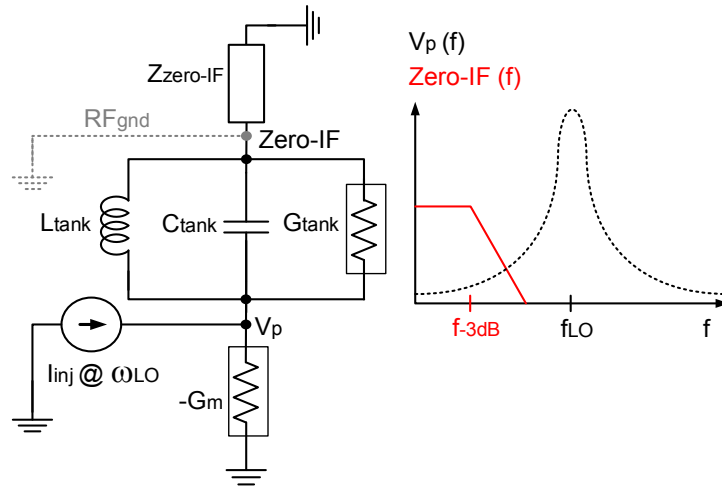 Zzero-IF
RFgnd
Zero-IF
Ltank
Ctank
Gtank
Vp
Iinj @ ωLO
-Gm
Vp (f)
Zero-IF (f)
f-3dB
fLO
f